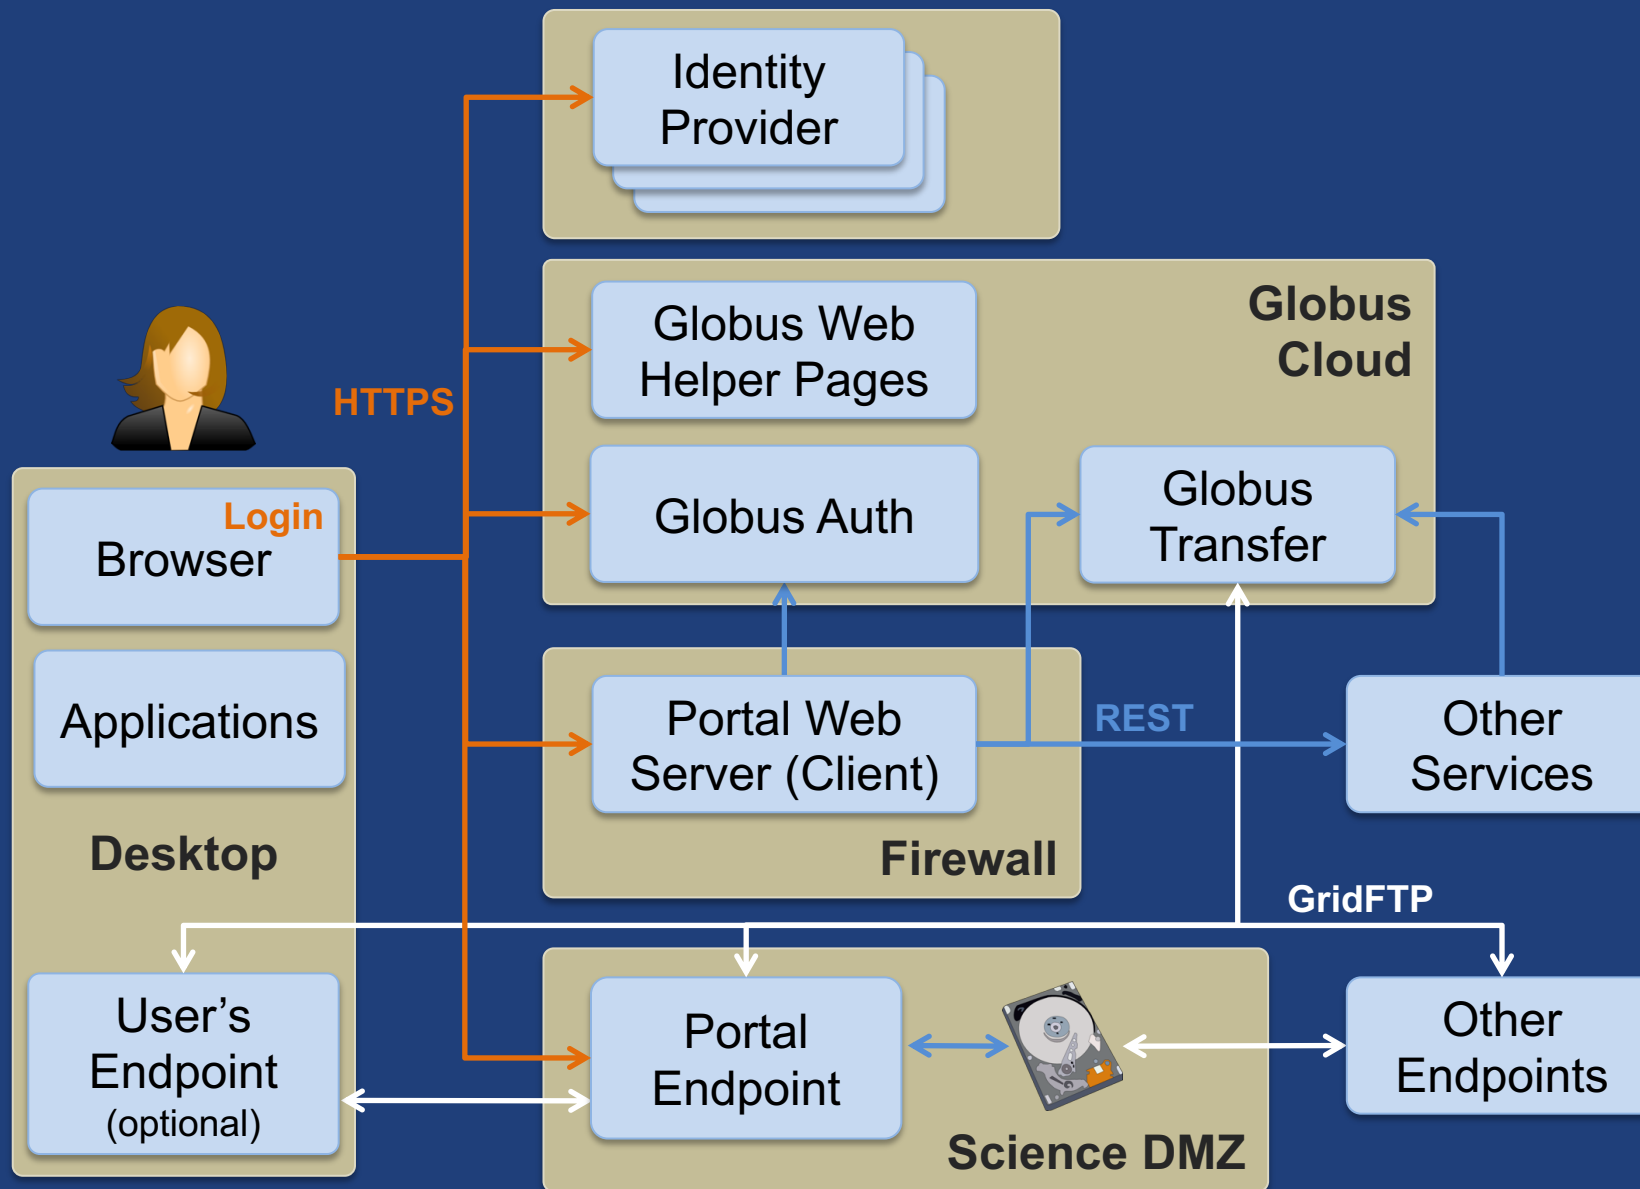 Identity
Provider
Globus Web
Helper Pages
Globus
Cloud
HTTPS
Login
Browser
Globus Auth
Globus
Transfer
Applications
Portal Web
Server (Client)
REST
Other
Services
Desktop
Firewall
GridFTP
User’s
Endpoint
(optional)
Portal
Endpoint
Other
Endpoints
Science DMZ